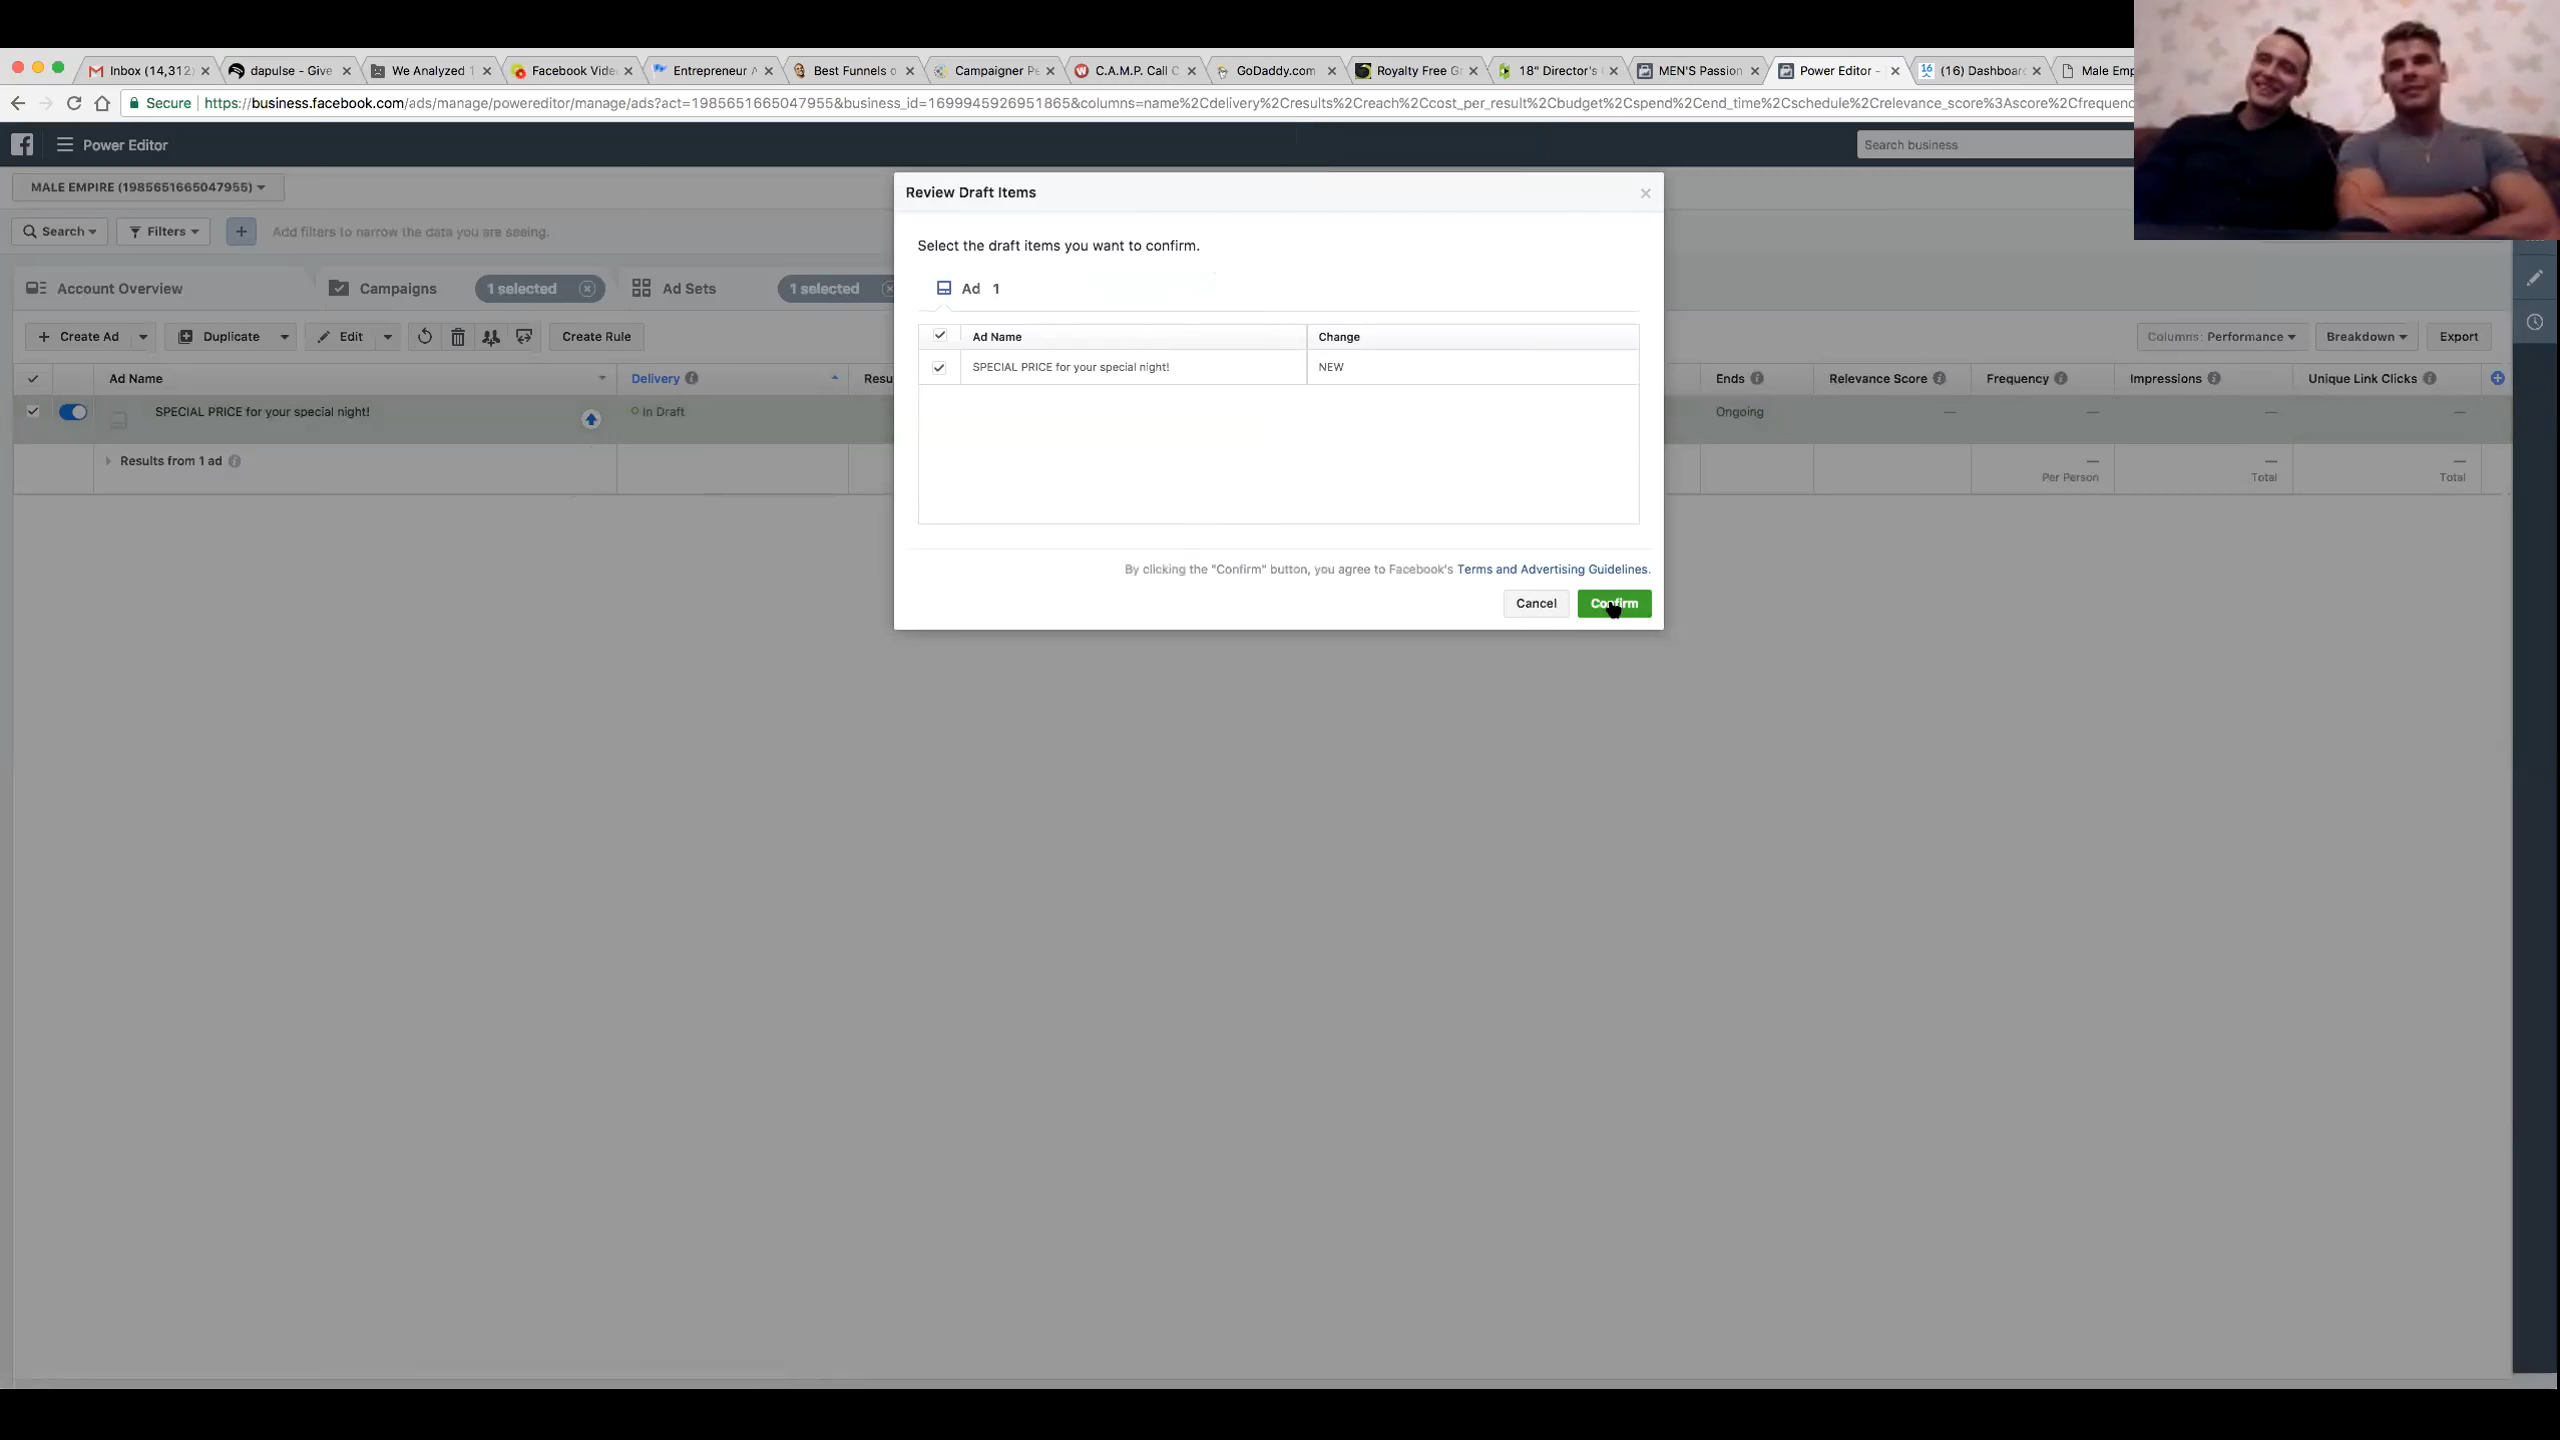 Inbox (14,312)
dapulse - Give
We Analyzed
Facebook Vide
Entrepreneur
Best Funnels o
Campaigner Pe
C.A.M.P. Call C
GoDaddy.com
Royalty Free Gr
18" Director's
MEN'S Passion
Power Editor -
16 (16) Dashboar
Male Emp
Secure https://business.facebook.com/ads/manage/powereditor/manage/ads?act=1985651665047955&business_id=1699945926951865&columns=name%2Cdelivery%2Cresults%2Creach%2Ccost_per_result%2Cbudget%2Cspend%2Cend_time%2Cschedule%2Crelevance_score%3Ascore%2Cfrequenc
Power Editor
Search business
MALE EMPIRE (1985651665047955)
Search
Filters
+
Add filters to narrow the data you are seeing.
Account Overview
Campaigns
1 selected
Ad Sets
1 selected
+ Create Ad
Duplicate
Edit
Create Rule
Columns: Performance
Breakdown
Export
Ad Name
Delivery
Resu
Ends
Relevance Score
Frequency
Impressions
Unique Link Clicks
SPECIAL PRICE for your special night!
In Draft
Ongoing
—
—
—
—
Results from 1 ad
—
Per Person
—
Total
—
Total
Review Draft Items
Select the draft items you want to confirm.
Ad 1
Ad Name
Change
SPECIAL PRICE for your special night!
NEW
By clicking the "Confirm" button, you agree to Facebook's Terms and Advertising Guidelines.
Cancel
Confirm